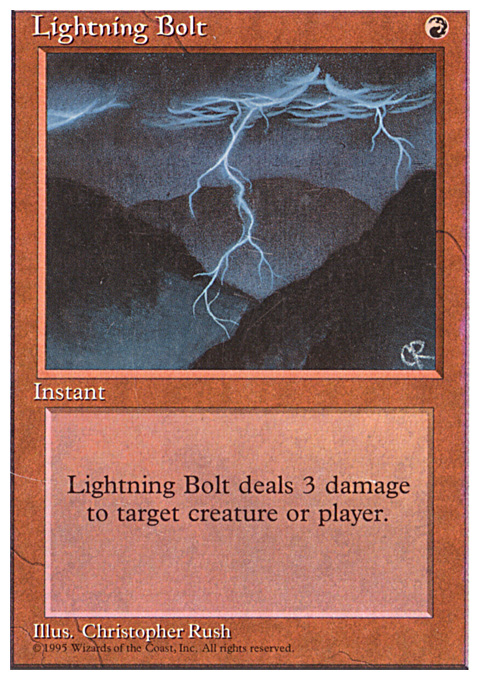 Lightning Bolt
CR
Instant
Lightning Bolt deals 3 damage
to target creature or player.
Illus. Christopher Rush
© 1995 Wizards of the Coast, Inc. All rights reserved.